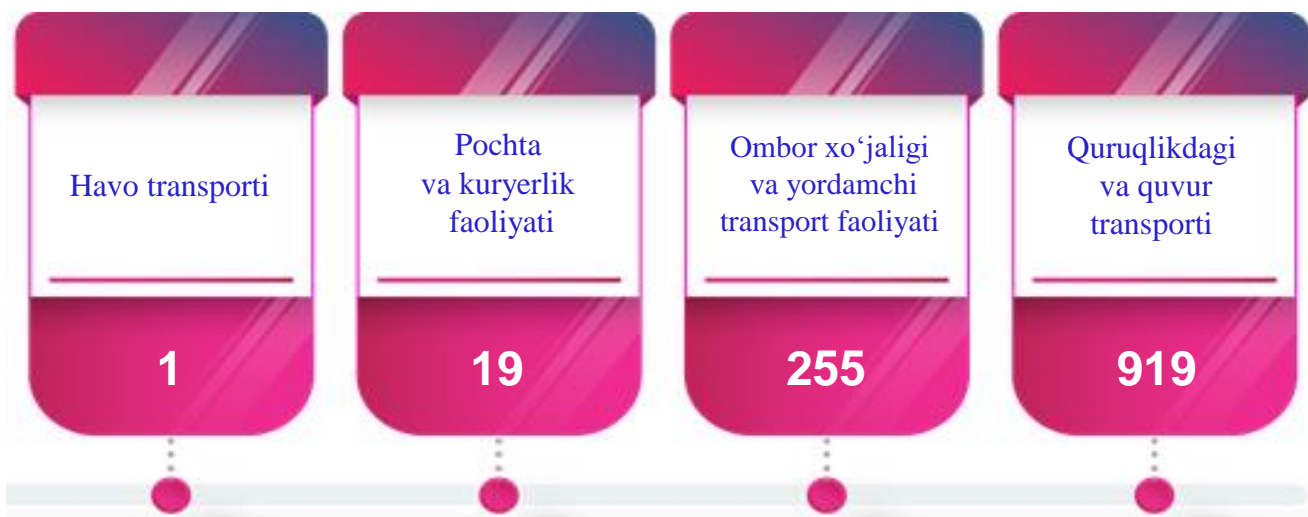 Havo transporti
1
Pochta
va kuryerlik
faoliyati
19
Ombor xo‘jaligi
va yordamchi
transport faoliyati
255
Quruqlikdagi
va quvur
transporti
919